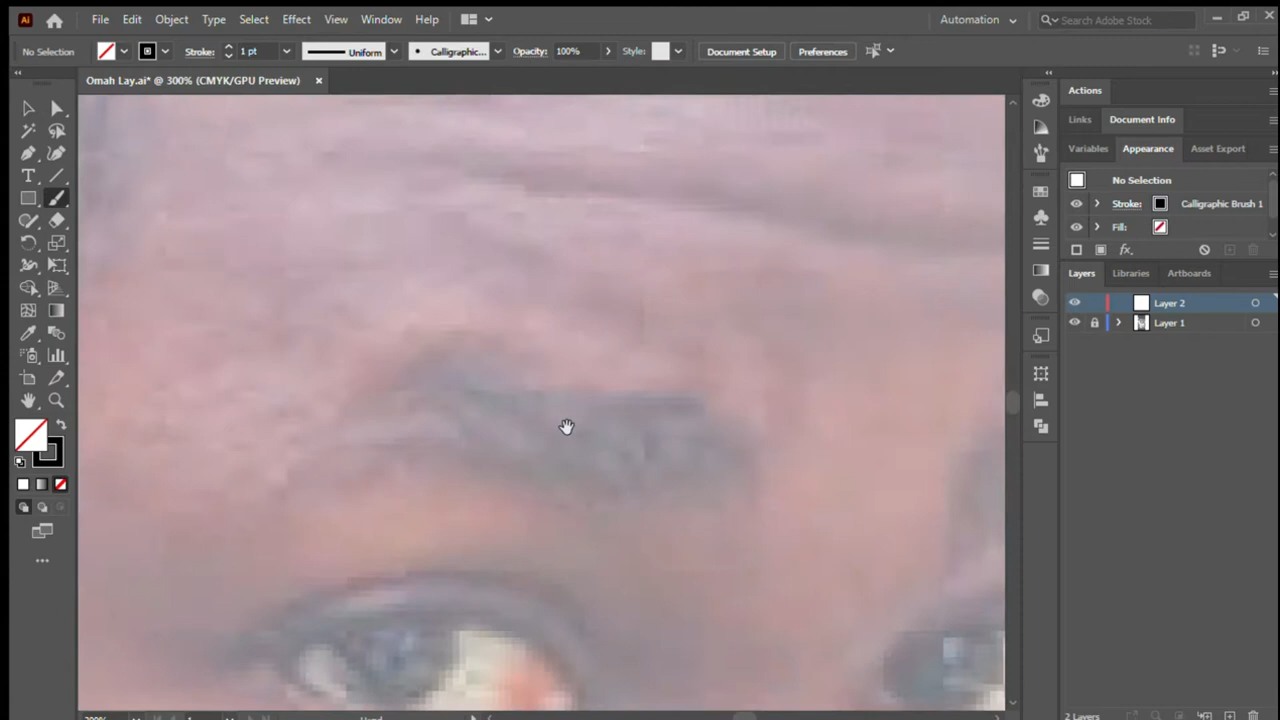 Ai File Edit Object Type Select Effect View Window Help Automation Search Adobe Stock
No Selection Stroke: 1 pt Uniform Calligraphic... Opacity: 100% Style: Document Setup Preferences
Omah Lay.ai* @ 300% (CMYK/GPU Preview)
Actions
Links Document Info
Variables Appearance Asset Export
No Selection
Stroke: Calligraphic Brush 1
Fill:
fx
Layers Libraries Artboards
Layer 2
Layer 1
300% 1 Hand 2 Layers